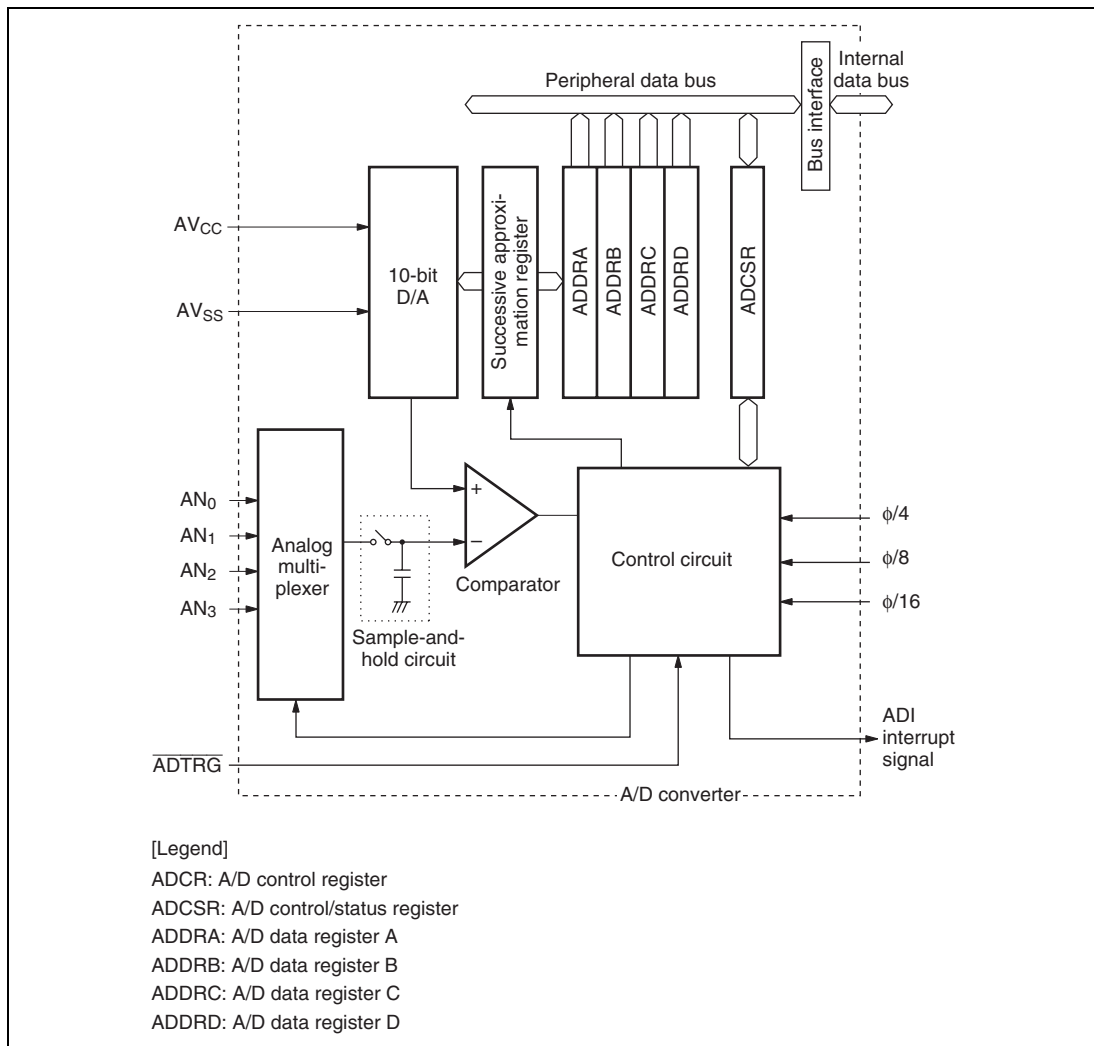 Peripheral data bus
Internal
data bus
Bus interface
AVCC
AVSS
10-bit
D/A
Successive approxi-
mation register
ADDRA
ADDRB
ADDRC
ADDRD
ADCSR
AN0
AN1
AN2
AN3
Analog
multi-
plexer
+
−
Comparator
Sample-and-
hold circuit
Control circuit
ϕ/4
ϕ/8
ϕ/16
ADTRG
ADI
interrupt
signal
A/D converter
[Legend]
ADCR: A/D control register
ADCSR: A/D control/status register
ADDRA: A/D data register A
ADDRB: A/D data register B
ADDRC: A/D data register C
ADDRD: A/D data register D